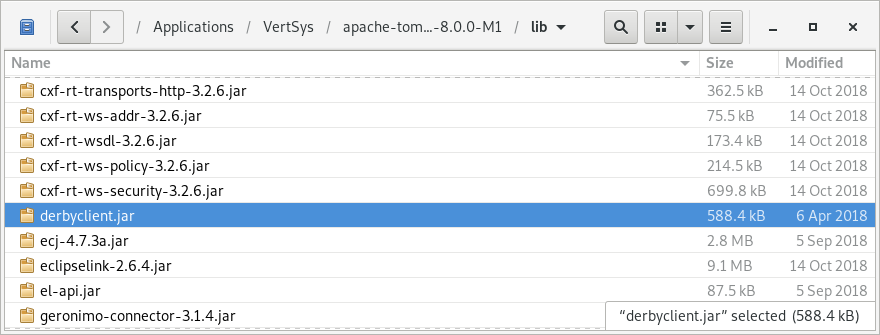 / Applications / VertSys / apache-tom...-8.0.0-M1 / lib
Name Size Modified
cxf-rt-transports-http-3.2.6.jar 362.5 kB 14 Oct 2018
cxf-rt-ws-addr-3.2.6.jar 75.5 kB 14 Oct 2018
cxf-rt-wsdl-3.2.6.jar 173.4 kB 14 Oct 2018
cxf-rt-ws-policy-3.2.6.jar 214.5 kB 14 Oct 2018
cxf-rt-ws-security-3.2.6.jar 699.8 kB 14 Oct 2018
derbyclient.jar 588.4 kB 6 Apr 2018
ecj-4.7.3a.jar 2.8 MB 5 Sep 2018
eclipselink-2.6.4.jar 9.1 MB 14 Oct 2018
el-api.jar 87.5 kB 5 Sep 2018
geronimo-connector-3.1.4.jar
“derbyclient.jar” selected (588.4 kB)